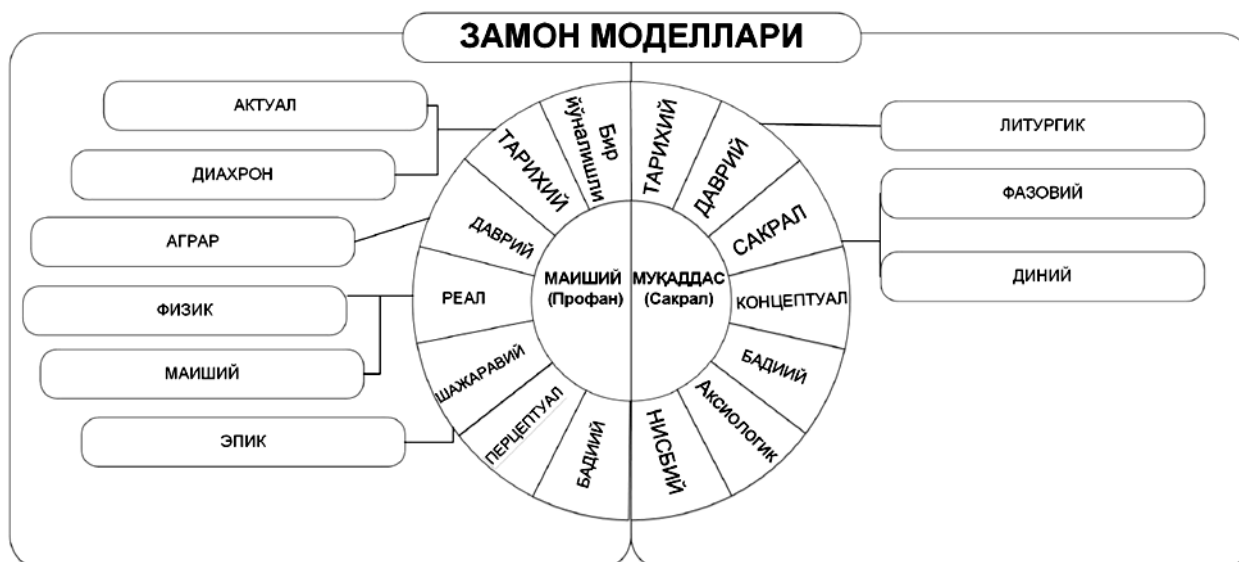 ЗАМОН МОДЕЛЛАРИ
АКТУАЛ
ДИАХРОН
АГРАР
ФИЗИК
МАИШИЙ
ЭПИК
Бир
йўналишли
ТАРИХИЙ
ДАВРИЙ
РЕАЛ
ШАЖАРАВИЙ
ПЕРЦЕПТУАЛ
БАДИИЙ
МАИШИЙ
(Профан)
МУҚАДДАС
(Сакрал)
ТАРИХИЙ
ДАВРИЙ
САКРАЛ
КОНЦЕПТУАЛ
БАДИИЙ
Аксиологик
НИСБИЙ
ЛИТУРГИК
ФАЗОВИЙ
ДИНИЙ